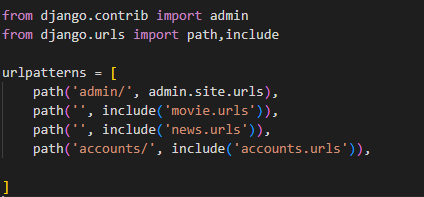 from django.contrib import admin
from django.urls import path,include
urlpatterns = [
    path('admin/', admin.site.urls),
    path('', include('movie.urls')),
    path('', include('news.urls')),
    path('accounts/', include('accounts.urls')),
]